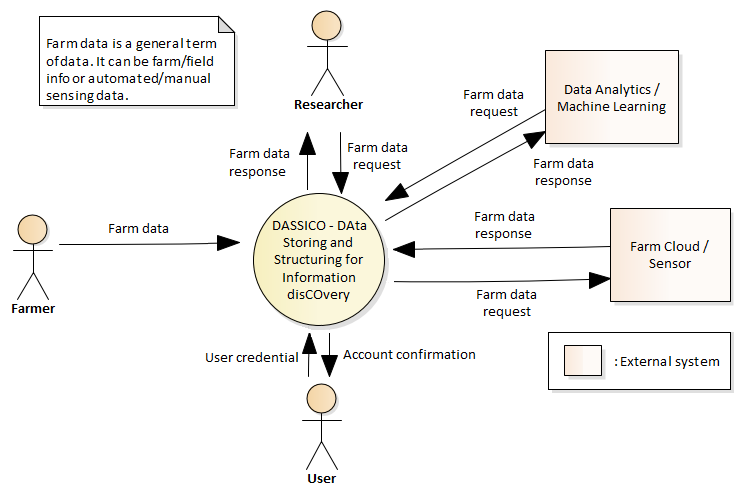 Farm data is a general term
of data. It can be farm/field
info or automated/manual
sensing data.
Researcher
Data Analytics /
Machine Learning
Farm data
request
Farm data
response
Farm data
request
Farm data
response
DASSICO - DAta
Storing and
Structuring for
Information
disCOvery
Farm data
Farmer
Farm data
response
Farm Cloud /
Sensor
Farm data
request
User credential
Account confirmation
: External system
User